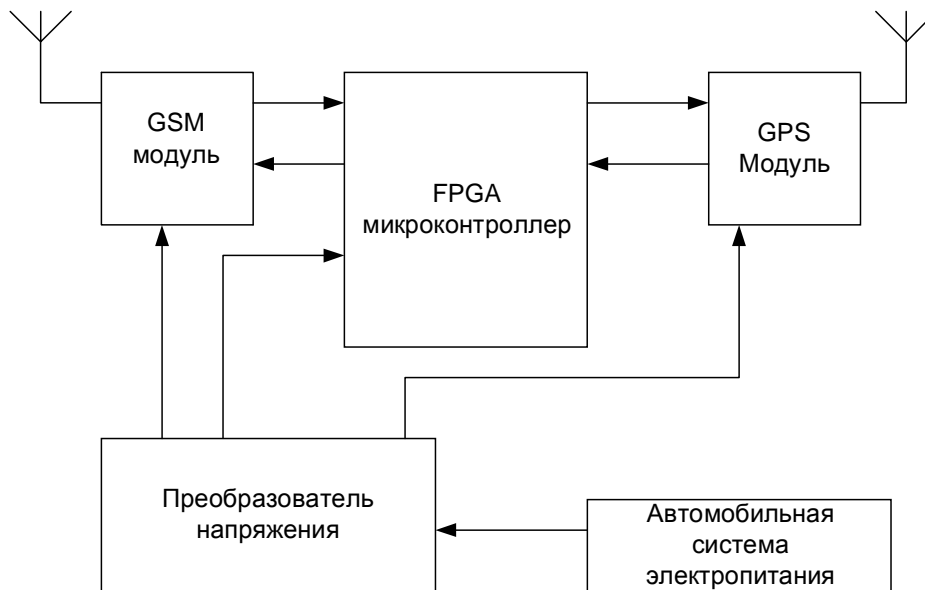 GSM
модуль
FPGA
микроконтроллер
GPS
Модуль
Преобразователь
напряжения
Автомобильная
система
электропитания